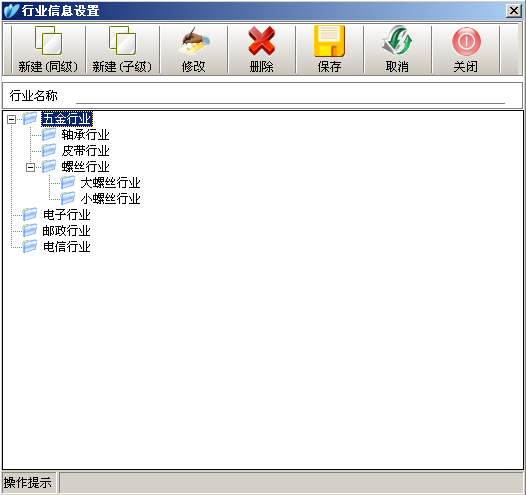 行业信息设置
新建(同级) 新建(子级) 修改 删除 保存 取消 关闭
行业名称
五金行业
轴承行业
皮带行业
螺丝行业
大螺丝行业
小螺丝行业
电子行业
邮政行业
电信行业
操作提示